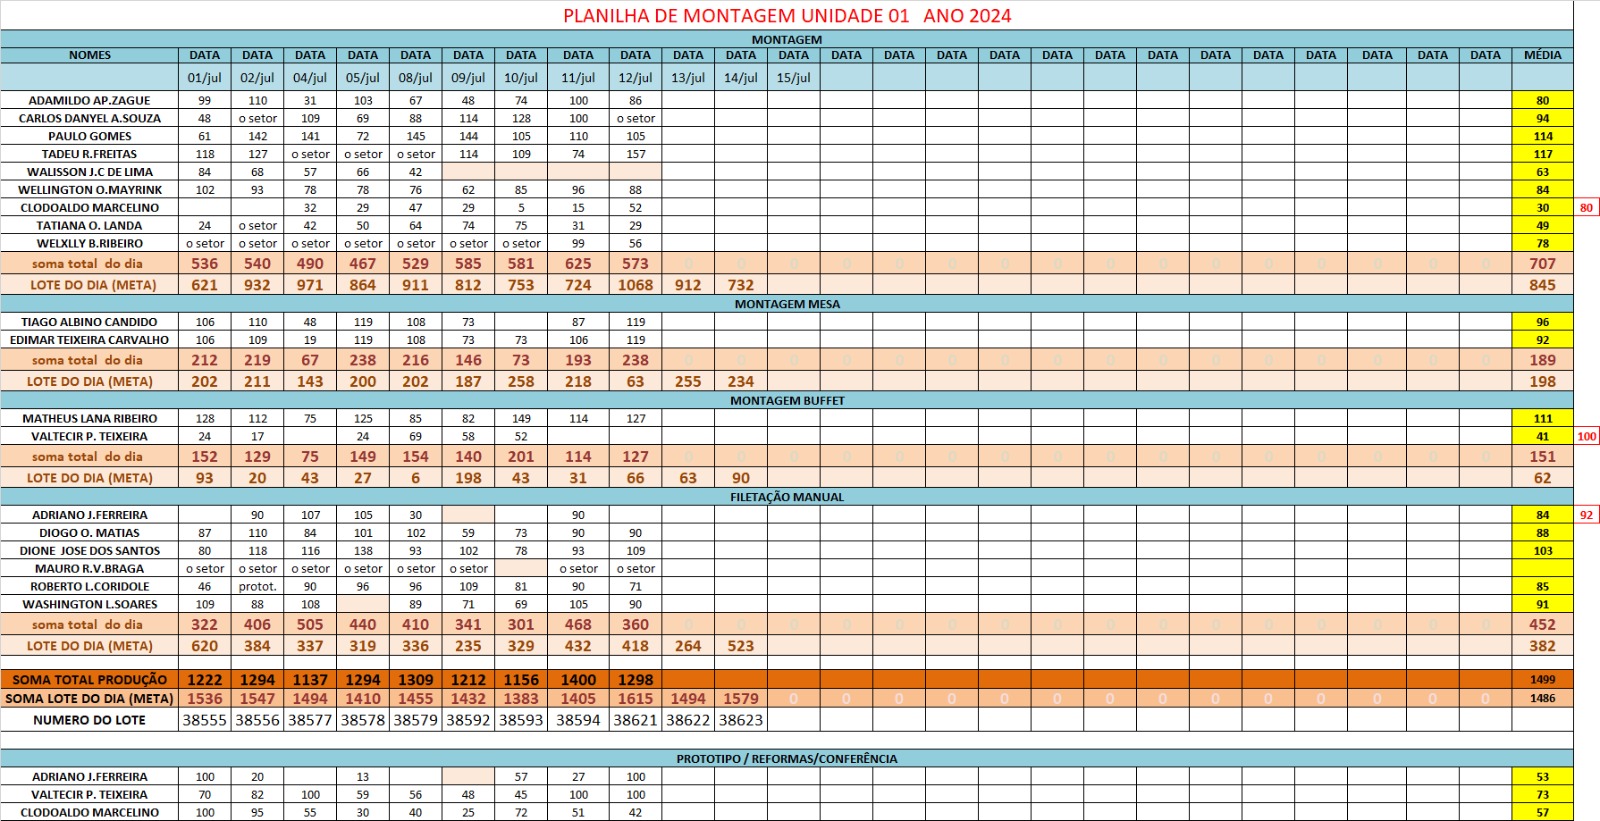 PLANILHA DE MONTAGEM UNIDADE 01 ANO 2024
MONTAGEM
NOMES DATA DATA DATA DATA DATA DATA DATA DATA DATA DATA DATA DATA DATA DATA DATA DATA DATA DATA DATA DATA DATA DATA DATA DATA DATA MÉDIA
01/jul 02/jul 04/jul 05/jul 08/jul 09/jul 10/jul 11/jul 12/jul 13/jul 14/jul 15/jul
ADAMILDO AP.ZAGUE 99 110 31 103 67 48 74 100 86 80
CARLOS DANYEL A.SOUZA 48 o setor 109 69 88 114 128 100 o setor 94
PAULO GOMES 61 142 141 72 145 144 105 110 105 114
TADEU R.FREITAS 118 127 o setor o setor o setor 114 109 74 157 117
WALISSON J.C DE LIMA 84 68 57 66 42 63
WELLINGTON O.MAYRINK 102 93 78 78 76 62 85 96 88 84
CLODOALDO MARCELINO 32 29 47 29 5 15 52 30 80
TATIANA O. LANDA 24 o setor 42 50 64 74 75 31 29 49
WELXLLY B.RIBEIRO o setor o setor o setor o setor o setor o setor o setor 99 56 78
soma total do dia 536 540 490 467 529 585 581 625 573 0 0 0 0 0 0 0 0 0 0 0 0 0 0 0 0 707
LOTE DO DIA (META) 621 932 971 864 911 812 753 724 1068 912 732 845
MONTAGEM MESA
TIAGO ALBINO CANDIDO 106 110 48 119 108 73 87 119 96
EDIMAR TEIXEIRA CARVALHO 106 109 19 119 108 73 73 106 119 92
soma total do dia 212 219 67 238 216 146 73 193 238 0 0 0 0 0 0 0 0 0 0 0 0 0 0 0 0 189
LOTE DO DIA (META) 202 211 143 200 202 187 258 218 63 255 234 198
MONTAGEM BUFFET
MATHEUS LANA RIBEIRO 128 112 75 125 85 82 149 114 127 111
VALTECIR P. TEIXEIRA 24 17 24 69 58 52 41 100
soma total do dia 152 129 75 149 154 140 201 114 127 0 0 0 0 0 0 0 0 0 0 0 0 0 0 0 0 151
LOTE DO DIA (META) 93 20 43 27 6 198 43 31 66 63 90 62
FILETAÇÃO MANUAL
ADRIANO J.FERREIRA 90 107 105 30 90 84 92
DIOGO O. MATIAS 87 110 84 101 102 59 73 90 90 88
DIONE JOSE DOS SANTOS 80 118 116 138 93 102 78 93 109 103
MAURO R.V.BRAGA o setor o setor o setor o setor o setor o setor o setor o setor
ROBERTO L.CORIDOLE 46 protot. 90 96 96 109 81 90 71 85
WASHINGTON L.SOARES 109 88 108 89 71 69 105 90 91
soma total do dia 322 406 505 440 410 341 301 468 360 0 0 0 0 0 0 0 0 0 0 0 0 0 0 0 0 452
LOTE DO DIA (META) 620 384 337 319 336 235 329 432 418 264 523 382
SOMA TOTAL PRODUÇÃO 1222 1294 1137 1294 1309 1212 1156 1400 1298 1499
SOMA LOTE DO DIA (META) 1536 1547 1494 1410 1455 1432 1383 1405 1615 1494 1579 0 0 0 0 0 0 0 0 0 0 0 0 0 0 1486
NUMERO DO LOTE 38555 38556 38577 38578 38579 38592 38593 38594 38621 38622 38623
PROTOTIPO / REFORMAS/CONFERÊNCIA
ADRIANO J.FERREIRA 100 20 13 57 27 100 53
VALTECIR P. TEIXEIRA 70 82 100 59 56 48 45 100 100 73
CLODOALDO MARCELINO 100 95 55 30 40 25 72 51 42 57